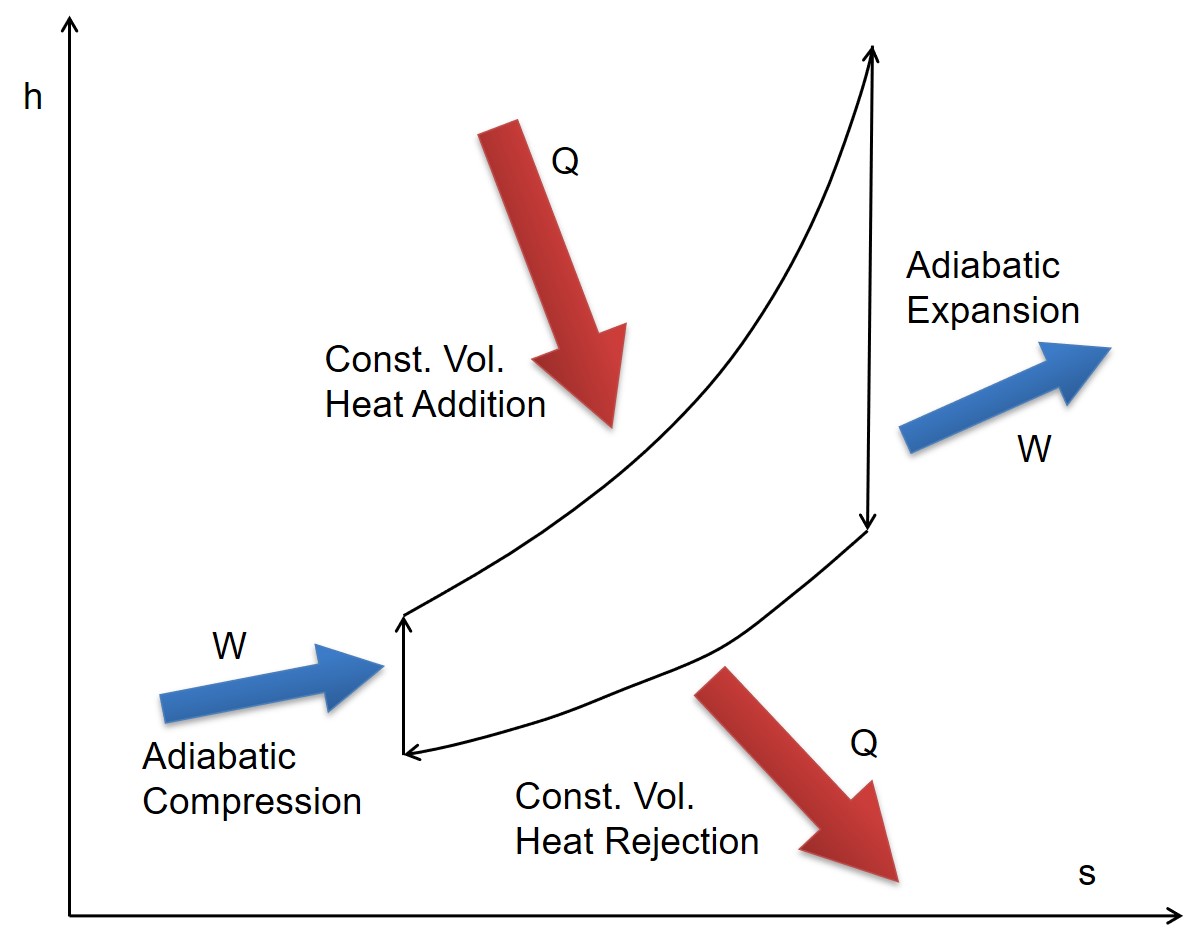 h
Q
Adiabatic
Expansion
Const. Vol.
Heat Addition
W
W
Adiabatic
Compression
Q
Const. Vol.
Heat Rejection
s